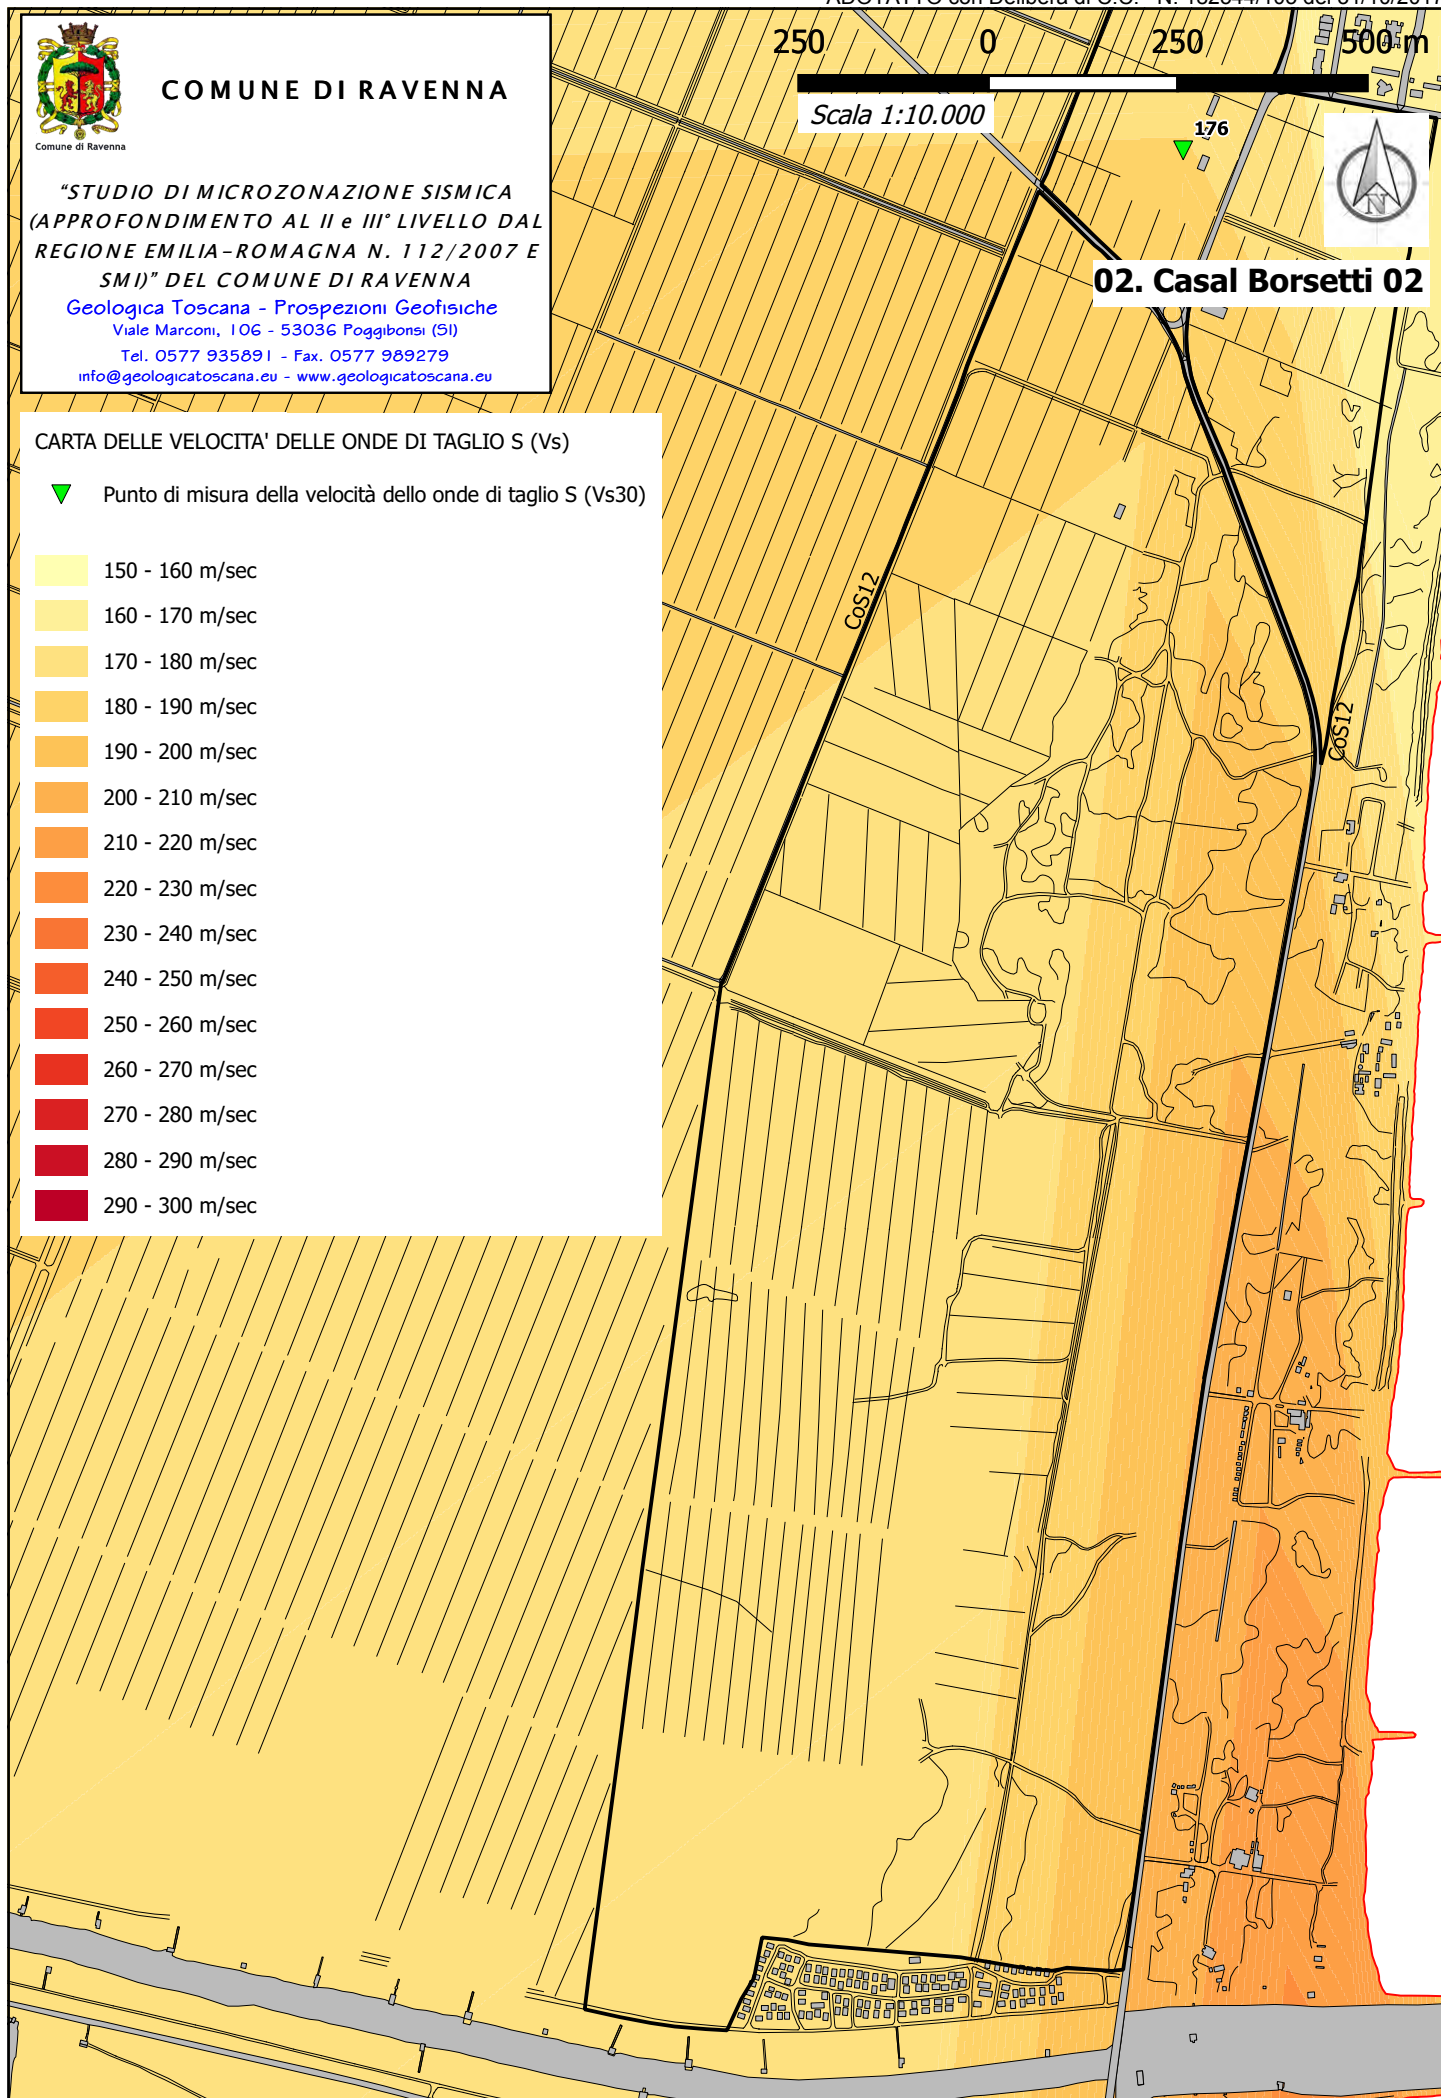 COMUNE DI RAVENNA
Comune di Ravenna
"STUDIO DI MICROZONAZIONE SISMICA
(APPROFONDIMENTO AL II e III° LIVELLO DAL
REGIONE EMILIA-ROMAGNA N. 112/2007 E
SMI)" DEL COMUNE DI RAVENNA
Geologica Toscana - Prospezioni Geofisiche
Viale Marconi, 106 - 53036 Poggibonsi (SI)
Tel. 0577 935891 - Fax. 0577 989279
info@geologicatoscana.eu - www.geologicatoscana.eu
250 0 250 500 m
Scala 1:10.000
176
N
02. Casal Borsetti 02
CARTA DELLE VELOCITA' DELLE ONDE DI TAGLIO S (Vs)
Punto di misura della velocità dello onde di taglio S (Vs30)
150 - 160 m/sec
160 - 170 m/sec
170 - 180 m/sec
180 - 190 m/sec
190 - 200 m/sec
200 - 210 m/sec
210 - 220 m/sec
220 - 230 m/sec
230 - 240 m/sec
240 - 250 m/sec
250 - 260 m/sec
260 - 270 m/sec
270 - 280 m/sec
280 - 290 m/sec
290 - 300 m/sec
CoS12
CoS12